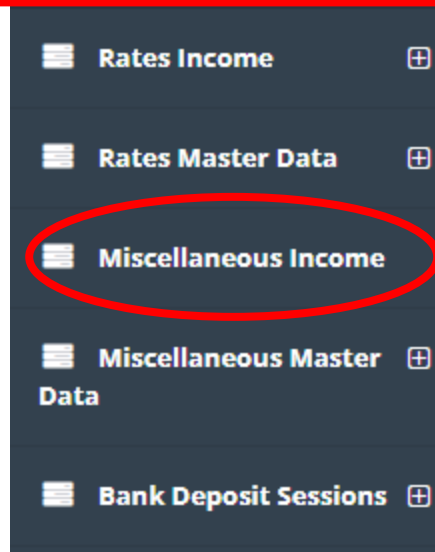 Rates Income
Rates Master Data
Miscellaneous Income
Miscellaneous Master
Data
Bank Deposit Sessions